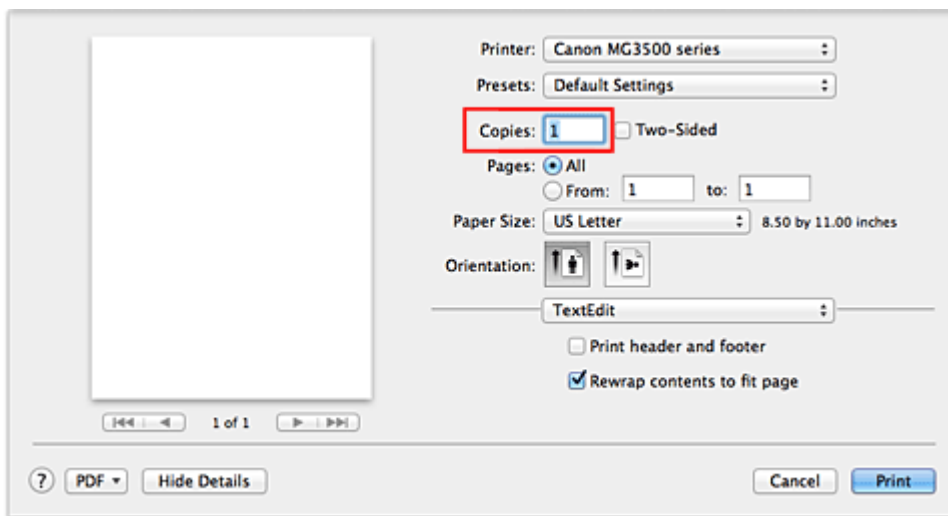 Printer: Canon MG3500 series
Presets: Default Settings
Copies: 1 Two-Sided
Pages: All
From: 1 to: 1
Paper Size: US Letter 8.50 by 11.00 inches
Orientation:
TextEdit
Print header and footer
Rewrap contents to fit page
1 of 1
? PDF Hide Details Cancel Print